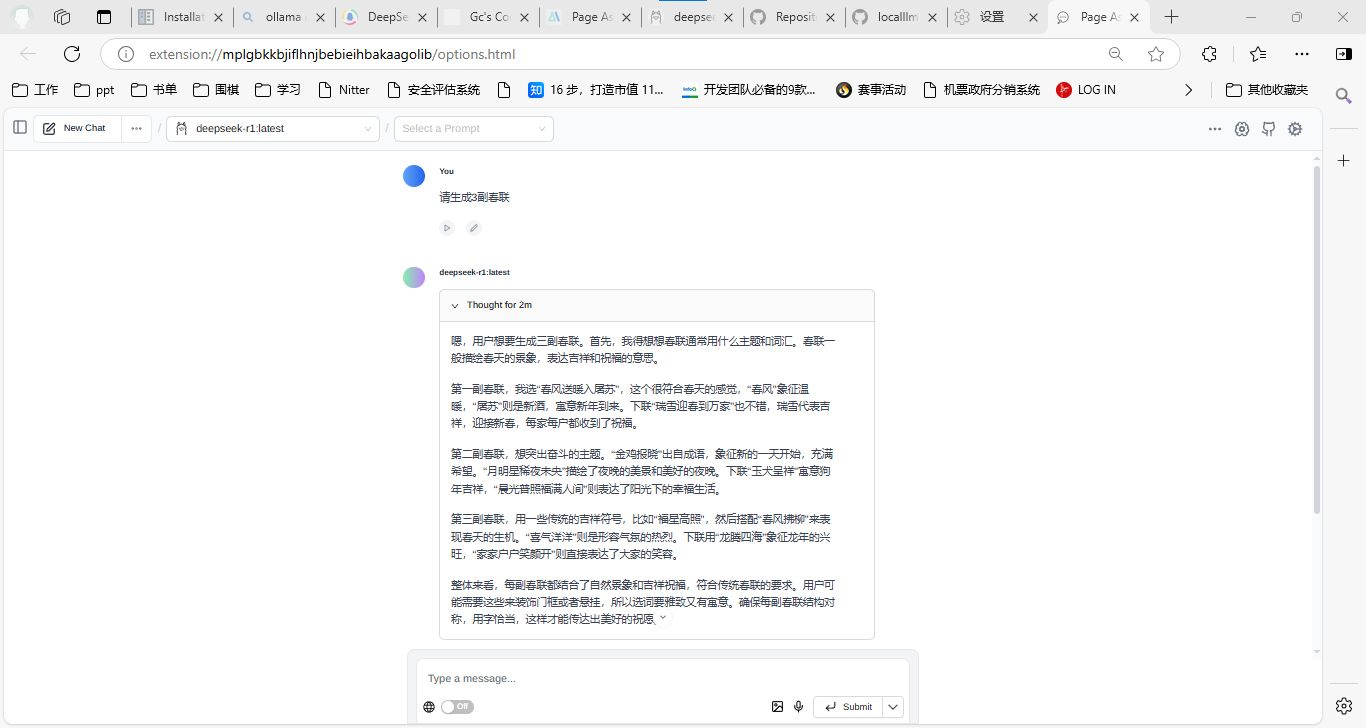 Installat
ollama
DeepSe
Gc's Co
Page As
deepsee
Reposit
localllm
设置
Page As
extension://mplgbkkbjiflhnjbebieihbakaagolib/options.html
工作
ppt
书单
围棋
学习
Nitter
安全评估系统
知 16 步，打造市值 11...
InfoQ 开发团队必备的9款...
赛事活动
机票政府分销系统
LOG IN
其他收藏夹
New Chat
/
deepseek-r1:latest
/
Select a Prompt
You
请生成3副春联
deepseek-r1:latest
Thought for 2m
嗯，用户想要生成三副春联。首先，我得想想春联通常用什么主题和词汇。春联一
般描绘春天的景象，表达吉祥和祝福的意思。
第一副春联，我选“春风送暖入屠苏”，这个很符合春天的感觉，“春风”象征温
暖，“屠苏”则是新酒，寓意新年到来。下联“瑞雪迎春到万家”也不错，瑞雪代表吉
祥，迎接新春，每家每户都收到了祝福。
第二副春联，想突出奋斗的主题。“金鸡报晓”出自成语，象征新的一天开始，充满
希望。“月明星稀夜未央”描绘了夜晚的美景和美好的夜晚。下联“玉犬呈祥”寓意狗
年吉祥，“晨光普照福满人间”则表达了阳光下的幸福生活。
第三副春联，用一些传统的吉祥符号，比如“福星高照”，然后搭配“春风拂柳”来表
现春天的生机。“喜气洋洋”则是形容气氛的热烈。下联用“龙腾四海”象征龙年的兴
旺，“家家户户笑颜开”则直接表达了大家的笑容。
整体来看，每副春联都结合了自然景象和吉祥祝福，符合传统春联的要求。用户可
能需要这些来装饰门框或者悬挂，所以选词要雅致又有寓意。确保每副春联结构对
称，用字恰当，这样才能传达出美好的祝愿。
Type a message...
Off
Submit